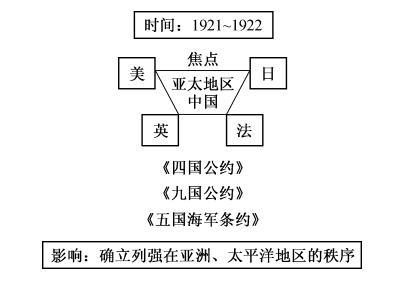 时间：1921~1922
焦点
美
日
亚太地区
中国
英
法
《四国公约》
《九国公约》
《五国海军条约》
影响：确立列强在亚洲、太平洋地区的秩序